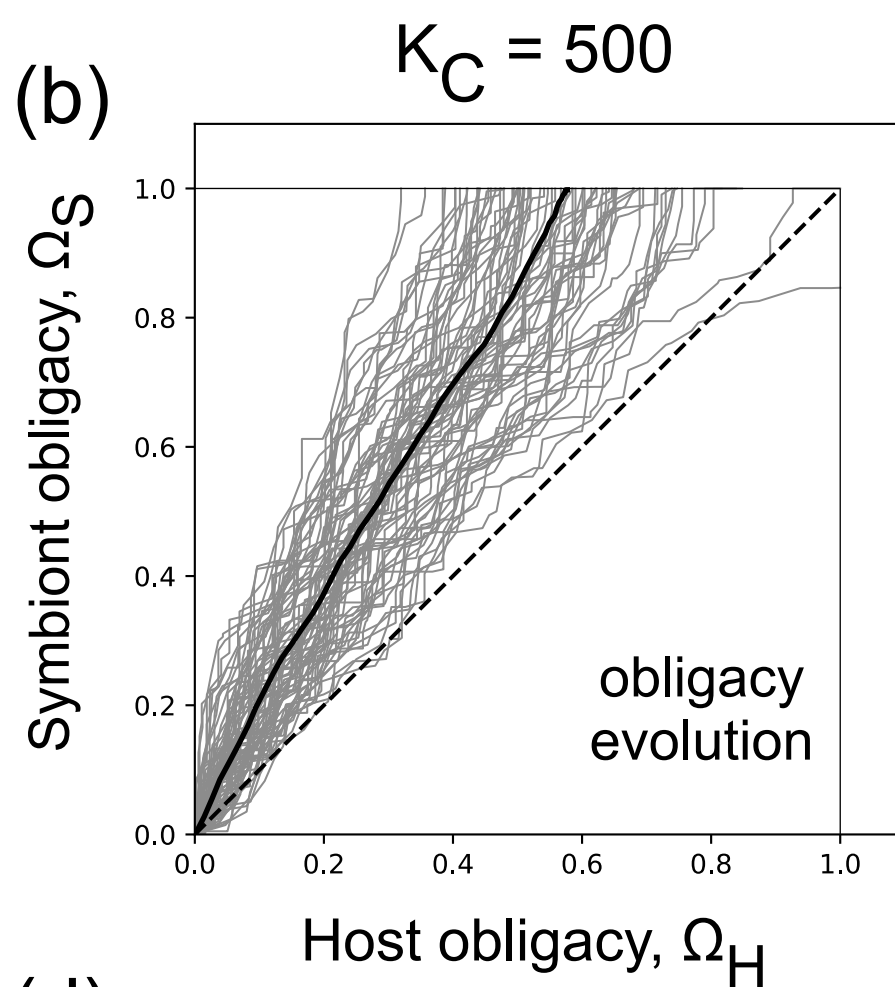 K_C = 500
(b)
1.0
0.8
0.6
0.4
0.2
0.0
Symbiont obligacy, Ω_S
obligacy
evolution
0.0 0.2 0.4 0.6 0.8 1.0
Host obligacy, Ω_H